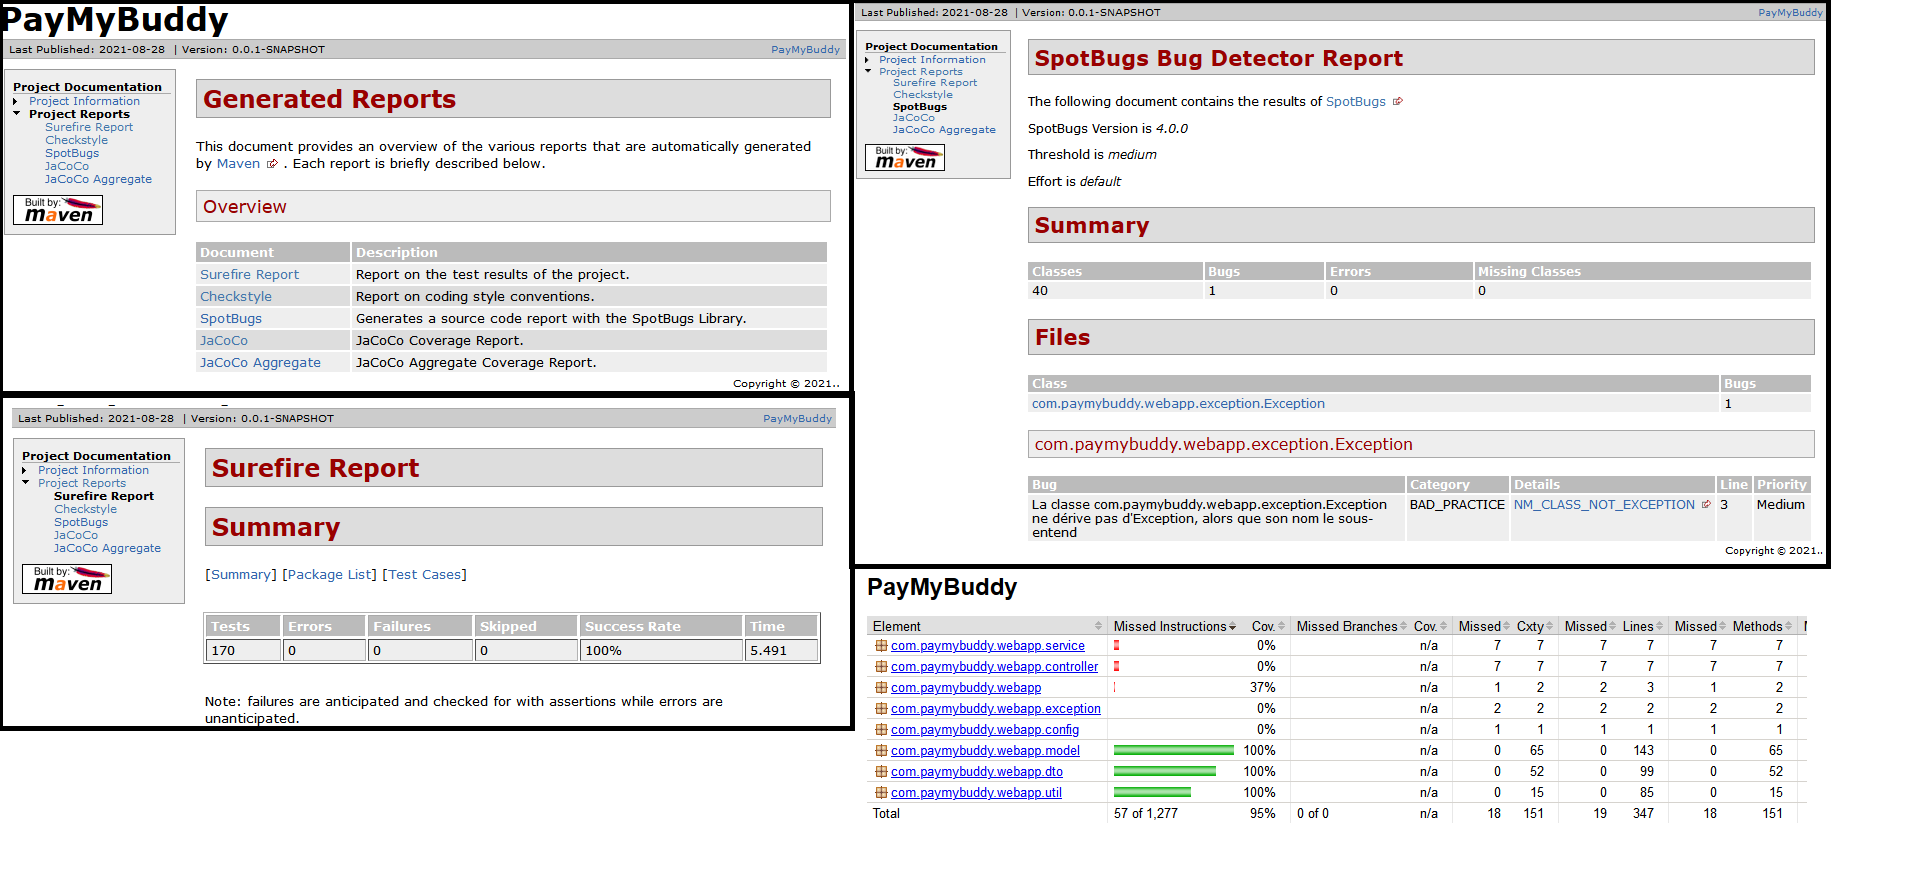 PayMyBuddy
Last Published: 2021-08-28 | Version: 0.0.1-SNAPSHOT
PayMyBuddy
Project Documentation
Project Information
Project Reports
Surefire Report
Checkstyle
SpotBugs
JaCoCo
JaCoCo Aggregate
Built by:
maven
Generated Reports
This document provides an overview of the various reports that are automatically generated
by Maven . Each report is briefly described below.
Overview
Document Description
Surefire Report Report on the test results of the project.
Checkstyle Report on coding style conventions.
SpotBugs Generates a source code report with the SpotBugs Library.
JaCoCo JaCoCo Coverage Report.
JaCoCo Aggregate JaCoCo Aggregate Coverage Report.
Copyright © 2021..
Last Published: 2021-08-28 | Version: 0.0.1-SNAPSHOT
PayMyBuddy
Project Documentation
Project Information
Project Reports
Surefire Report
Checkstyle
SpotBugs
JaCoCo
JaCoCo Aggregate
Built by:
maven
Surefire Report
Summary
[Summary] [Package List] [Test Cases]
Tests Errors Failures Skipped Success Rate Time
170 0 0 0 100% 5.491
Note: failures are anticipated and checked for with assertions while errors are
unanticipated.
Last Published: 2021-08-28 | Version: 0.0.1-SNAPSHOT
PayMyBuddy
Project Documentation
Project Information
Project Reports
Surefire Report
Checkstyle
SpotBugs
JaCoCo
JaCoCo Aggregate
Built by:
maven
SpotBugs Bug Detector Report
The following document contains the results of SpotBugs
SpotBugs Version is 4.0.0
Threshold is medium
Effort is default
Summary
Classes Bugs Errors Missing Classes
40 1 0 0
Files
Class Bugs
com.paymybuddy.webapp.exception.Exception 1
com.paymybuddy.webapp.exception.Exception
Bug Category Details Line Priority
La classe com.paymybuddy.webapp.exception.Exception BAD_PRACTICE NM_CLASS_NOT_EXCEPTION 3 Medium
ne dérive pas d'Exception, alors que son nom le sous-
entend
Copyright © 2021..
PayMyBuddy
Element Missed Instructions Cov. Missed Branches Cov. Missed Cxty Missed Lines Missed Methods
com.paymybuddy.webapp.service 0% n/a 7 7 7 7 7 7
com.paymybuddy.webapp.controller 0% n/a 7 7 7 7 7 7
com.paymybuddy.webapp 37% n/a 1 2 2 3 1 2
com.paymybuddy.webapp.exception 0% n/a 2 2 2 2 2 2
com.paymybuddy.webapp.config 0% n/a 1 1 1 1 1 1
com.paymybuddy.webapp.model 100% n/a 0 65 0 143 0 65
com.paymybuddy.webapp.dto 100% n/a 0 52 0 99 0 52
com.paymybuddy.webapp.util 100% n/a 0 15 0 85 0 15
Total 57 of 1,277 95% 0 of 0 n/a 18 151 19 347 18 151